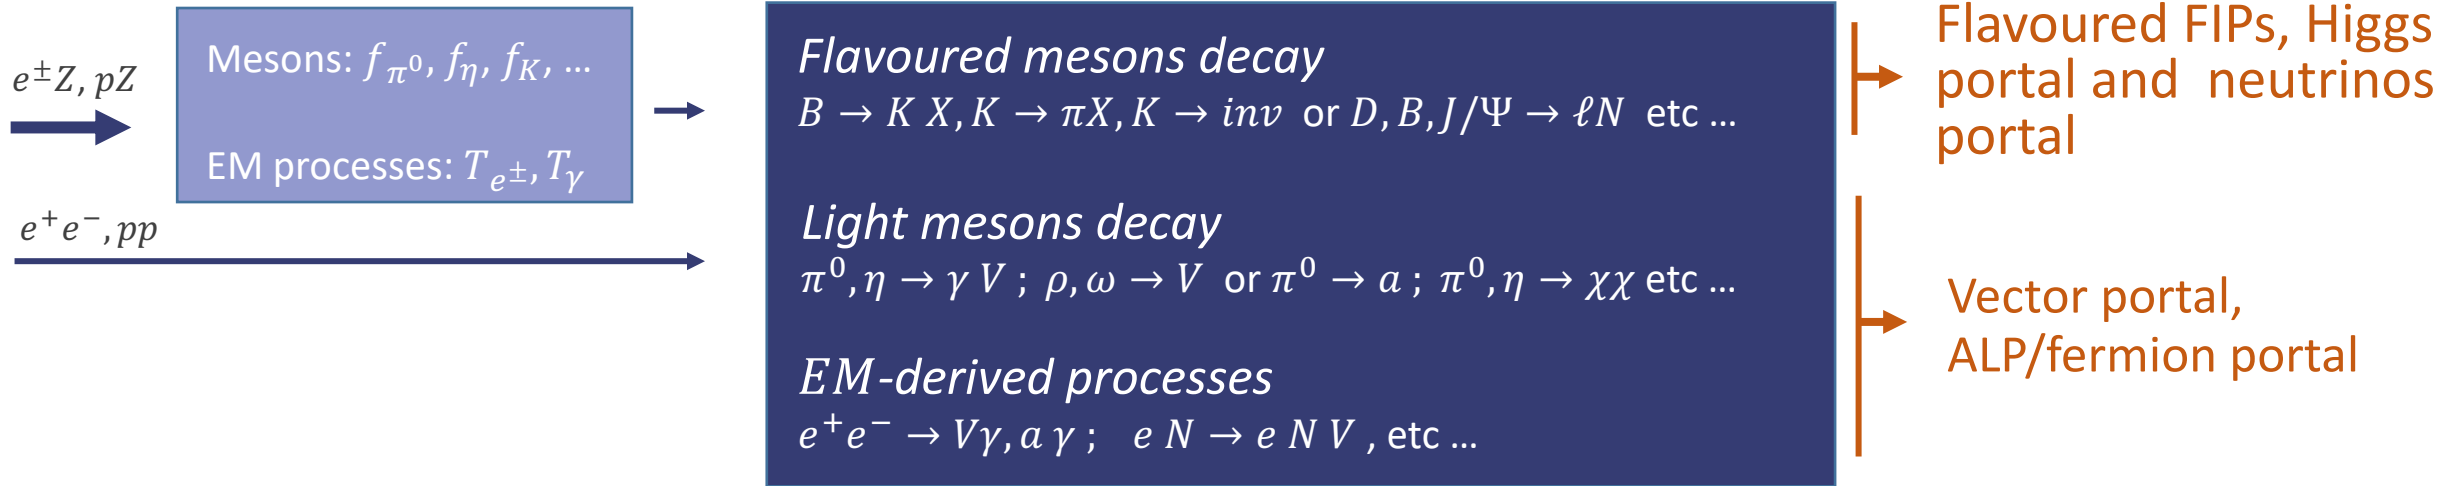 e±Z, pZ
Mesons: f_π⁰, f_η, f_K, …
EM processes: T_e±, T_γ
e⁺e⁻, pp
Flavoured mesons decay
B → K X, K → πX, K → inv or D, B, J/Ψ → ℓN etc …
Light mesons decay
π⁰, η → γ V ; ρ, ω → V or π⁰ → a ; π⁰, η → χχ etc …
EM-derived processes
e⁺e⁻ → Vγ, a γ ; e N → e N V , etc …
Flavoured FIPs, Higgs
portal and neutrinos
portal
Vector portal,
ALP/fermion portal